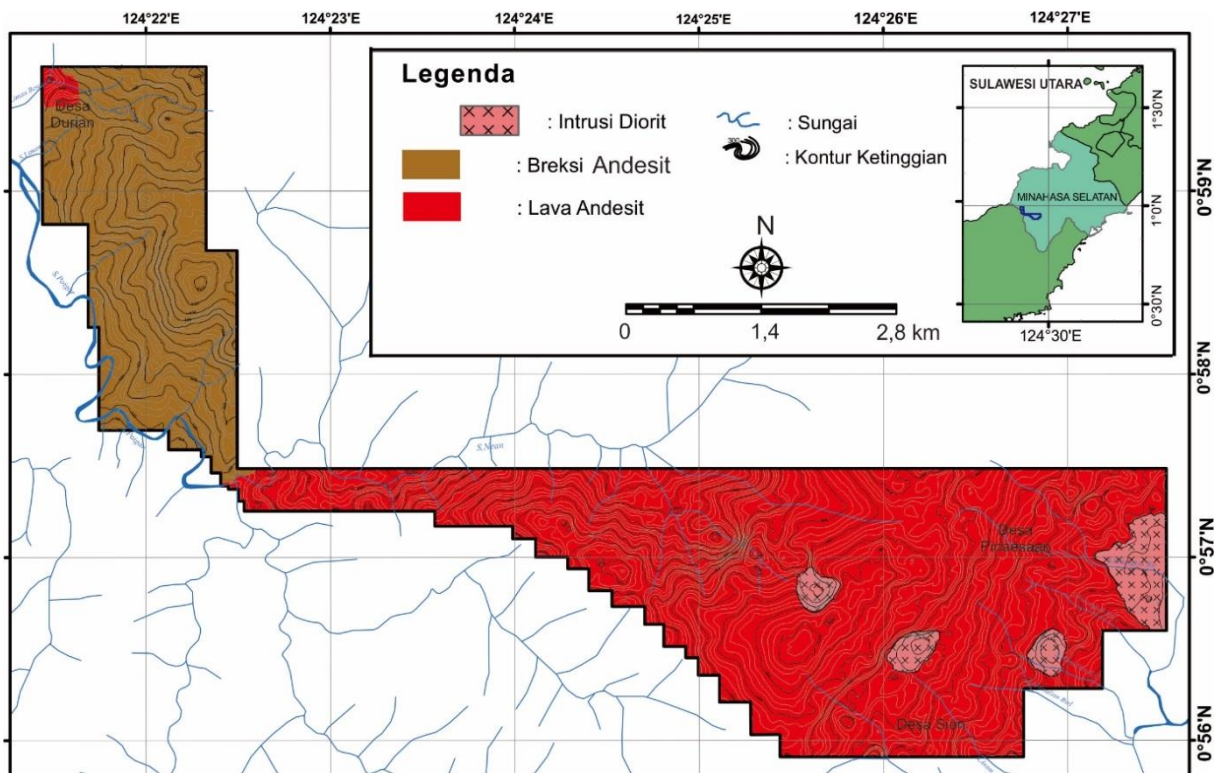 124°22'E 124°23'E 124°24'E 124°25'E 124°26'E 124°27'E
Legenda
: Intrusi Diorit
: Breksi Andesit
: Lava Andesit
: Sungai
: Kontur Ketinggian
N
0 1,4 2,8 km
SULAWESI UTARA
MINAHASA SELATAN
1°30'N
1°0'N
0°30'N
124°30'E
0°59'N
0°58'N
0°57'N
0°56'N
Desa
Durian
S.Poigar
S.Nean
Desa
Pinaesaan
Desa Sion